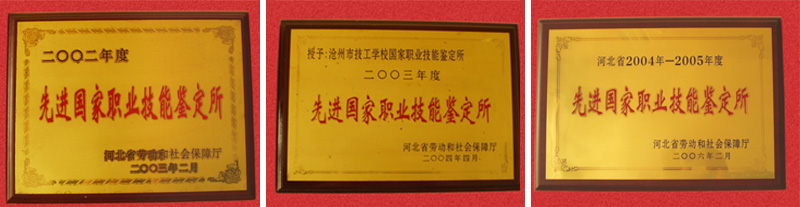 二〇〇二年度
先进国家职业技能鉴定所
河北省劳动和社会保障厅
二〇〇三年二月
授予:沧州市技工学校国家职业技能鉴定所
二〇〇三年度
先进国家职业技能鉴定所
河北省劳动和社会保障厅
二〇〇四年四月
河北省2004年—2005年度
先进国家职业技能鉴定所
河北省劳动和社会保障厅
二〇〇六年二月